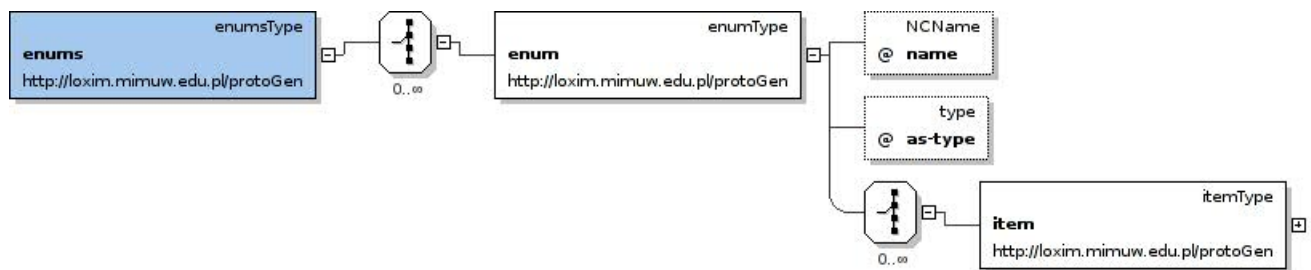 enumsType
enums
http://loxim.mimuw.edu.pl/protoGen
0..∞
enumType
enum
http://loxim.mimuw.edu.pl/protoGen
NCName
@ name
type
@ as-type
0..∞
itemType
item
http://loxim.mimuw.edu.pl/protoGen